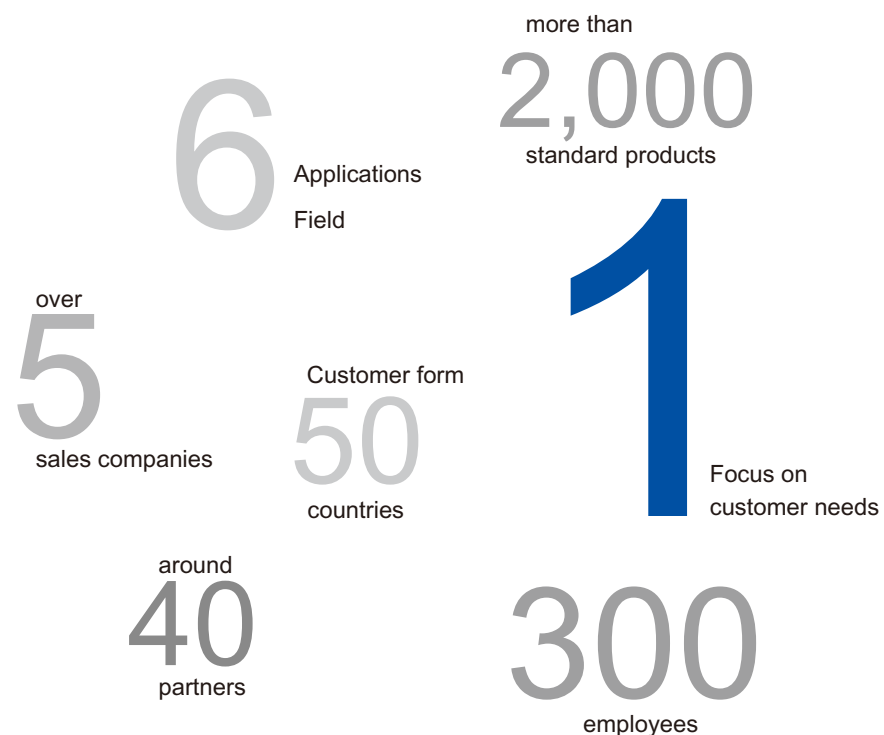 more than
2,000
standard products
6
Applications
Field
1
Focus on
customer needs
over
5
sales companies
Customer form
50
countries
around
40
partners
300
employees